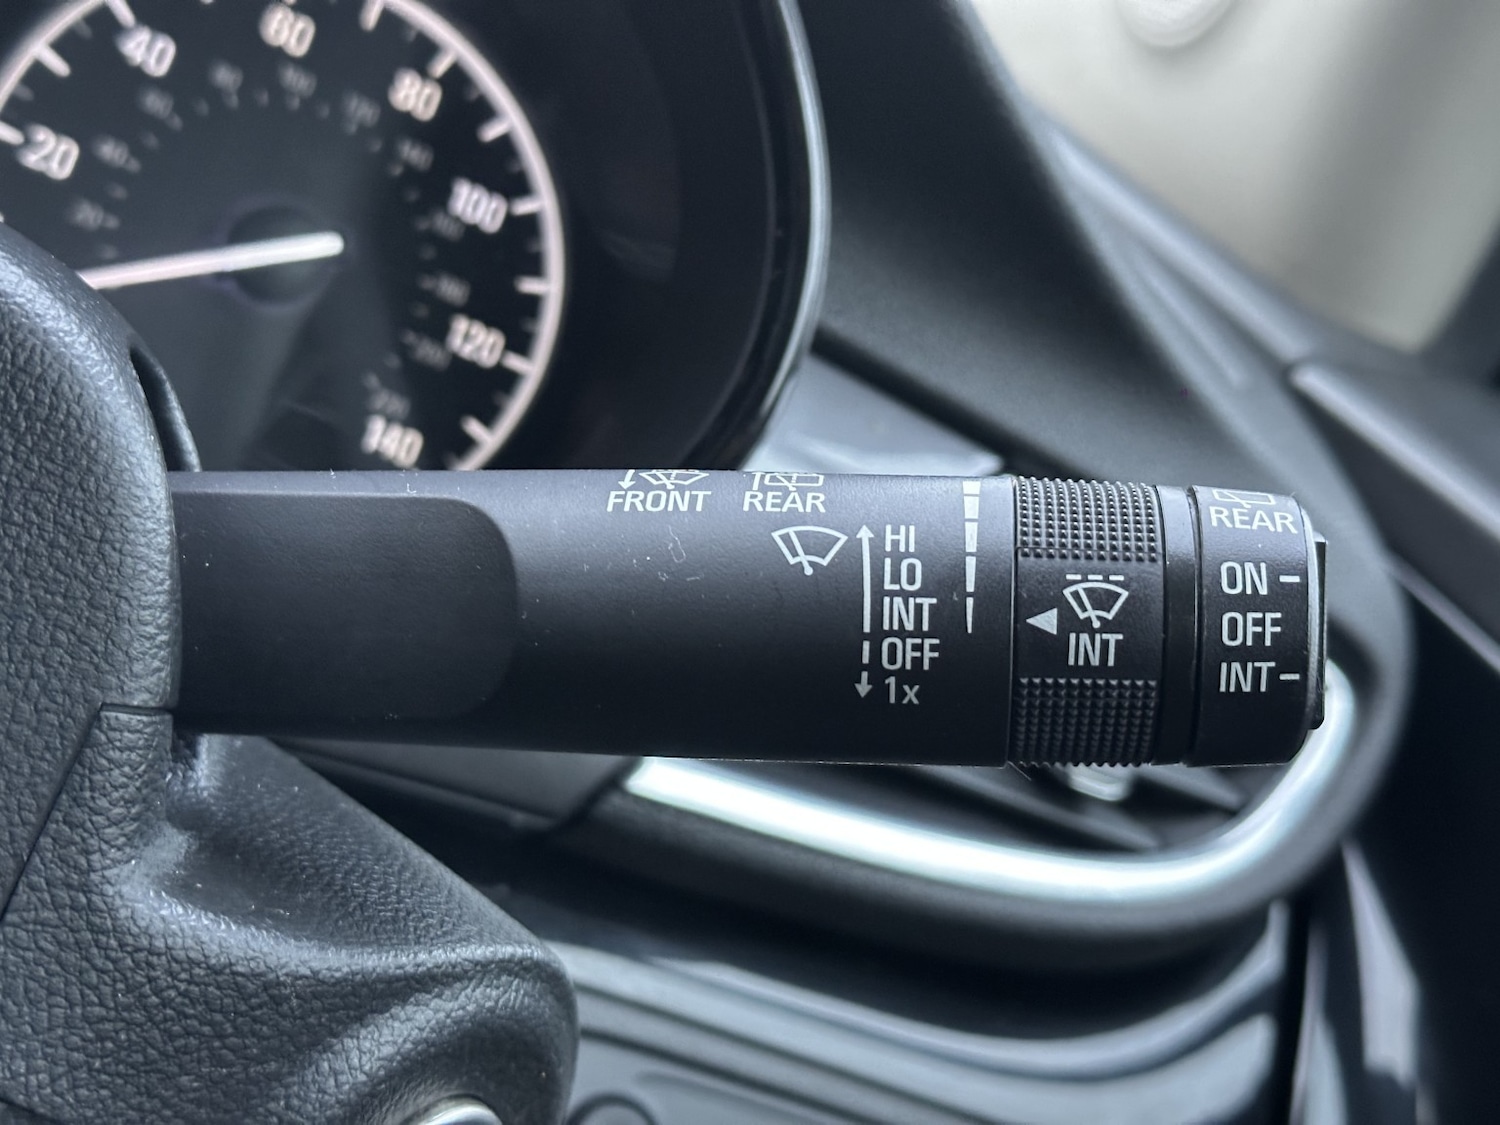 40
60
80
20
100
120
140
FRONT
REAR
HI
LO
INT
OFF
1x
INT
REAR
ON
OFF
INT